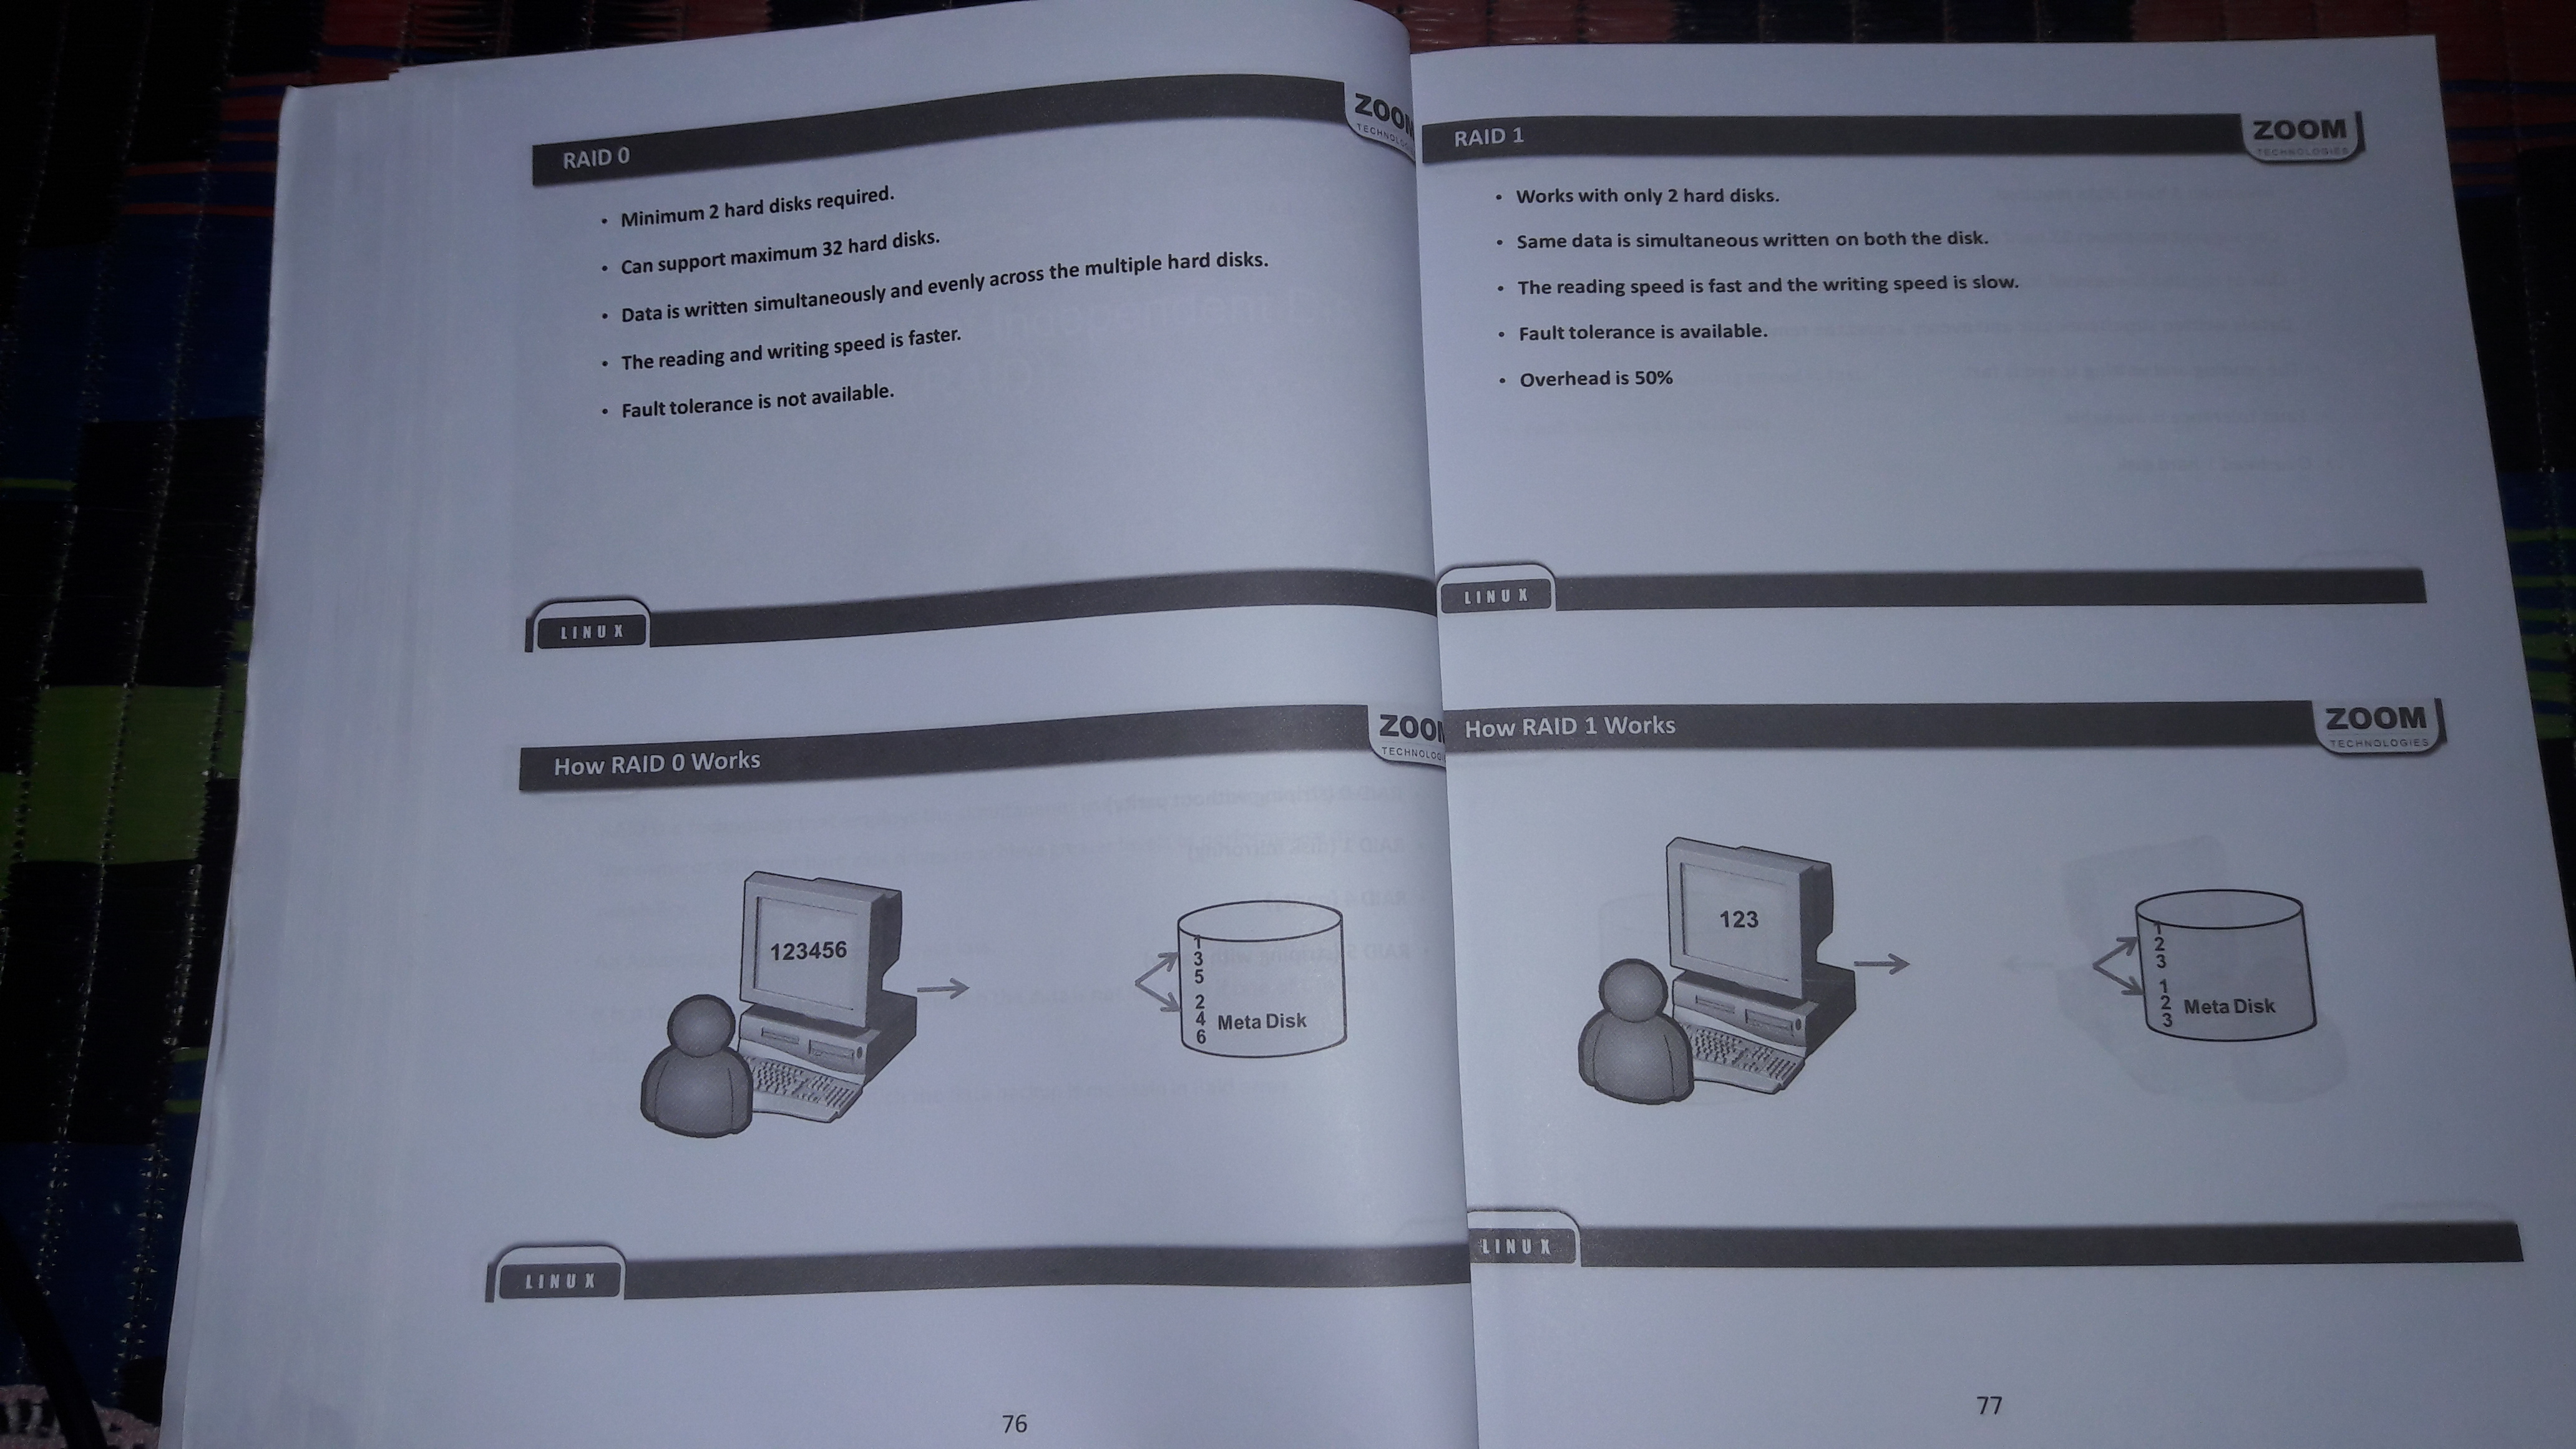 RAID 0
ZOOM
TECHNOLO
• Minimum 2 hard disks required.
• Can support maximum 32 hard disks.
• Data is written simultaneously and evenly across the multiple hard disks.
• The reading and writing speed is faster.
• Fault tolerance is not available.
LINUX
How RAID 0 Works
ZOOM
TECHNOLOG
123456
1
3
5
2
4
6
Meta Disk
LINUX
76
RAID 1
ZOOM
TECHNOLOGIES
• Works with only 2 hard disks.
• Same data is simultaneous written on both the disk.
• The reading speed is fast and the writing speed is slow.
• Fault tolerance is available.
• Overhead is 50%
LINUX
How RAID 1 Works
ZOOM
TECHNOLOGIES
123
1
2
3
1
2
3
Meta Disk
LINUX
77